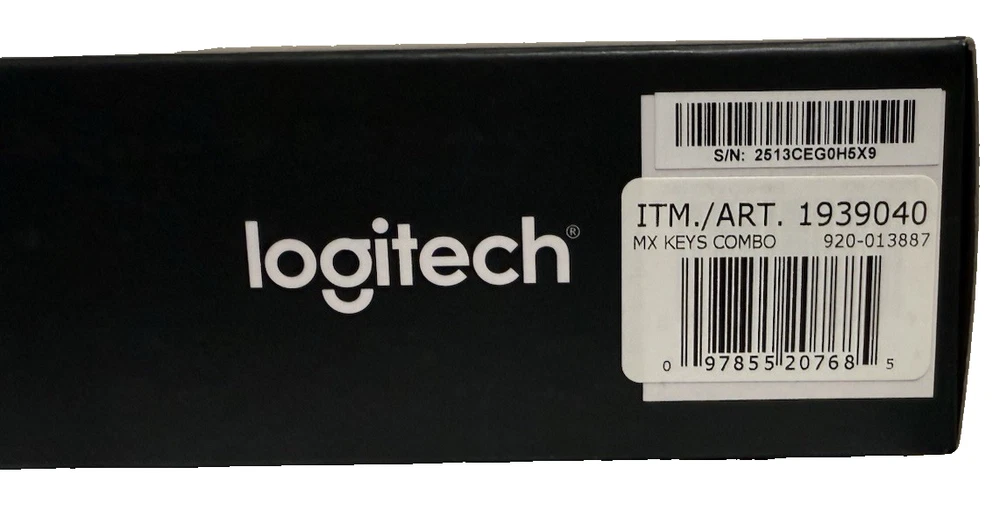 logitech®
S/N: 2513CEG0H5X9
ITM./ART. 1939040
MX KEYS COMBO 920-013887
0 97855 20768 5